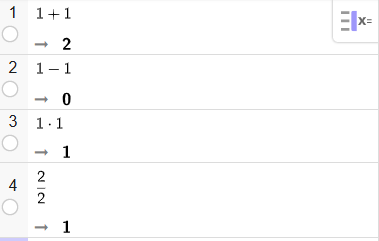 1 1 + 1
→ 2
x=
2 1 − 1
→ 0
3 1 · 1
→ 1
4 2/2
→ 1